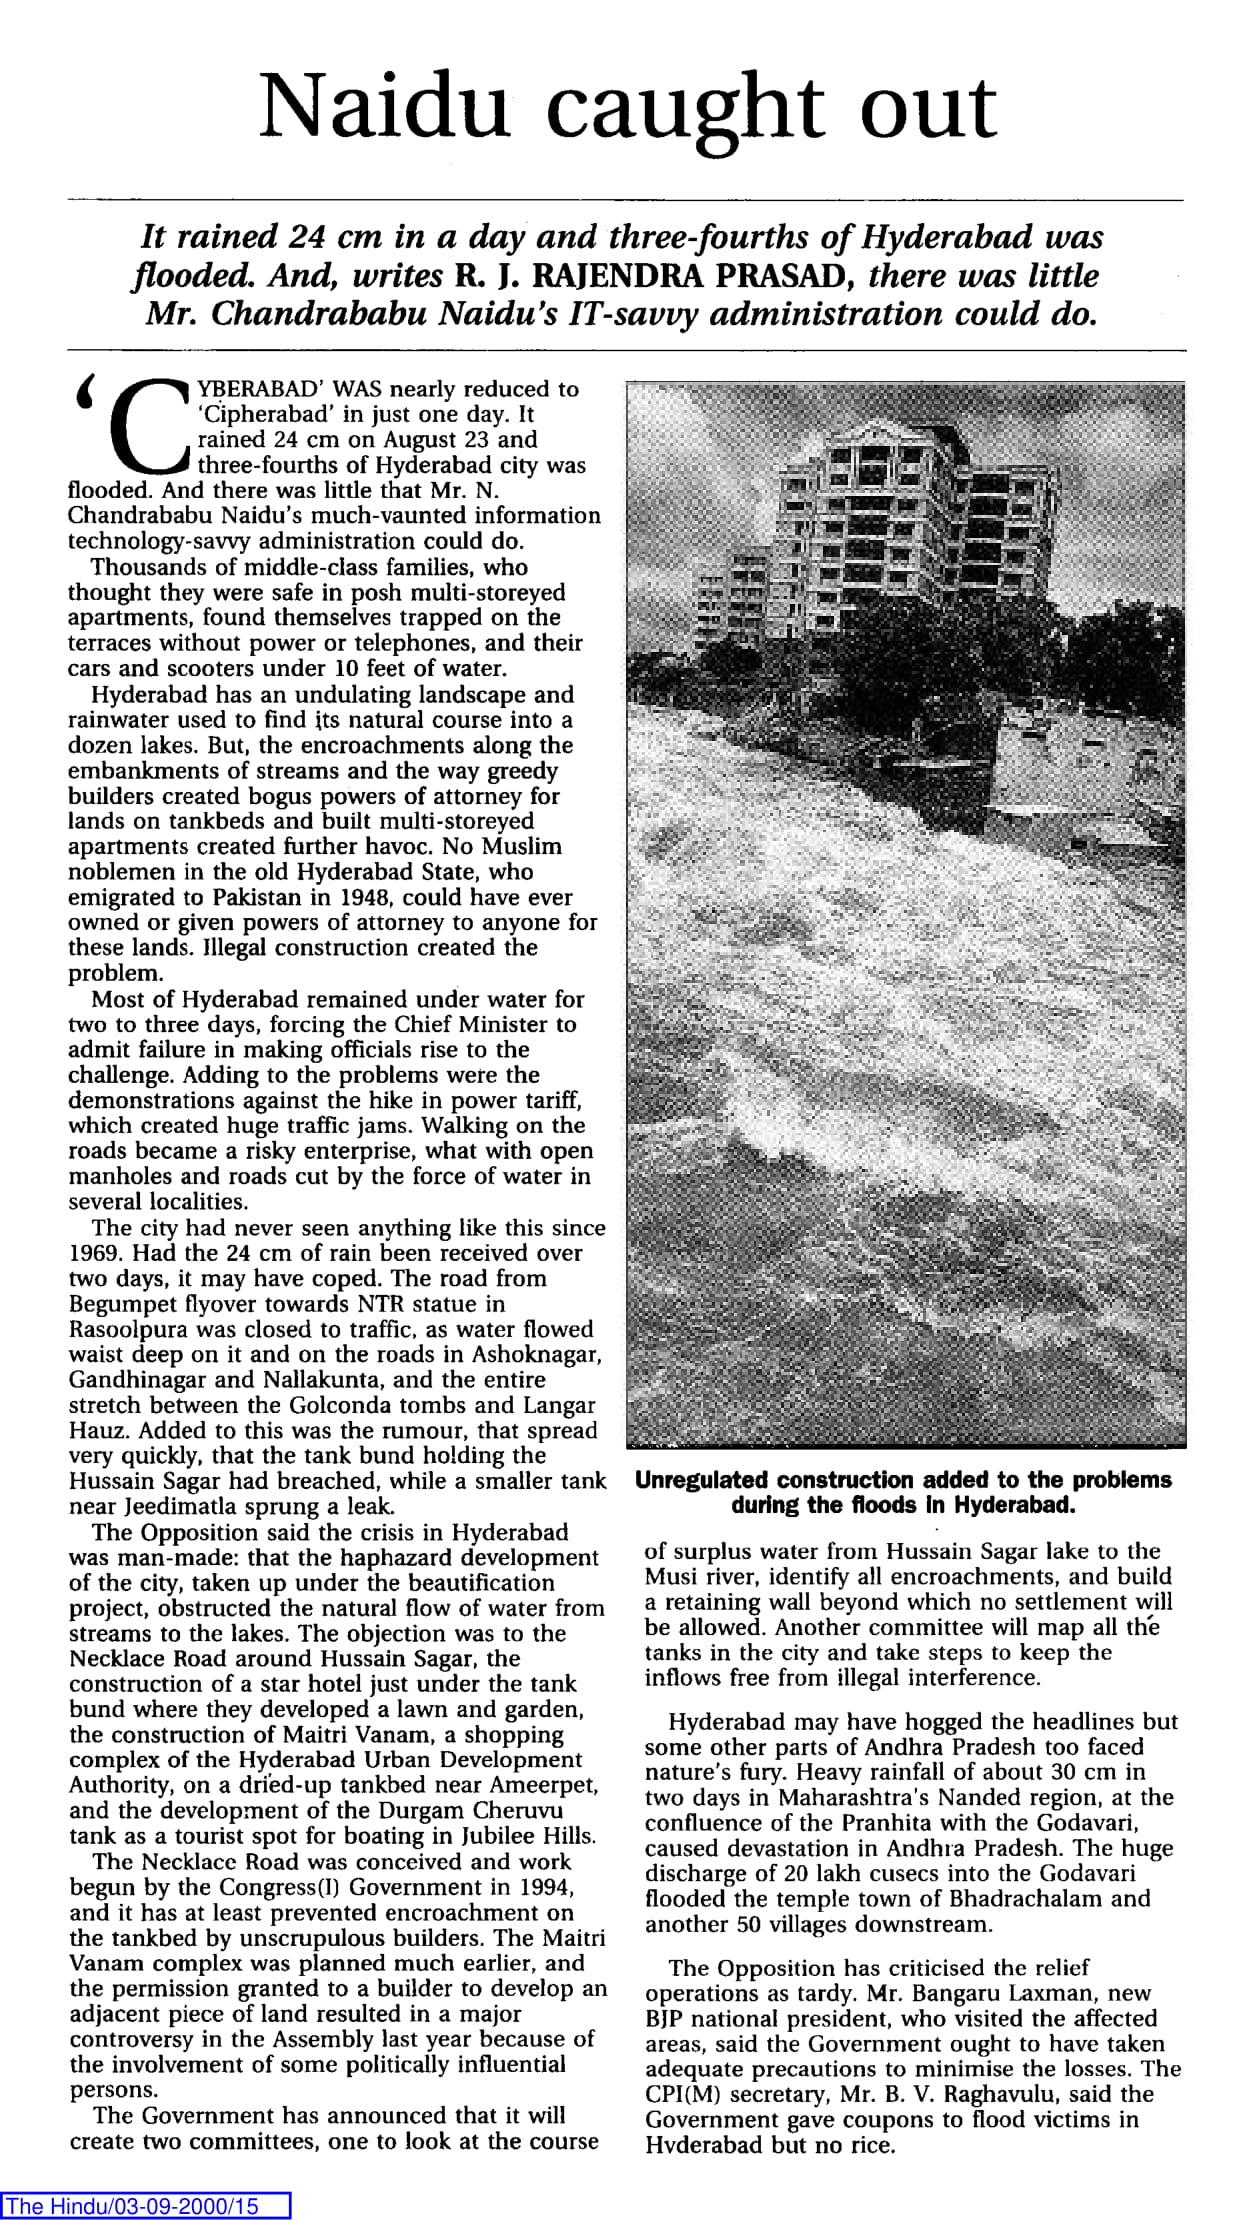 Naidu caught out
It rained 24 cm in a day and three-fourths of Hyderabad was
flooded. And, writes R. J. RAJENDRA PRASAD, there was little
Mr. Chandrababu Naidu's IT-savvy administration could do.
‘CYBERABAD’ WAS nearly reduced to
‘Cipherabad’ in just one day. It
rained 24 cm on August 23 and
three-fourths of Hyderabad city was
flooded. And there was little that Mr. N.
Chandrababu Naidu's much-vaunted information
technology-savvy administration could do.
Thousands of middle-class families, who
thought they were safe in posh multi-storeyed
apartments, found themselves trapped on the
terraces without power or telephones, and their
cars and scooters under 10 feet of water.
Hyderabad has an undulating landscape and
rainwater used to find its natural course into a
dozen lakes. But, the encroachments along the
embankments of streams and the way greedy
builders created bogus powers of attorney for
lands on tankbeds and built multi-storeyed
apartments created further havoc. No Muslim
noblemen in the old Hyderabad State, who
emigrated to Pakistan in 1948, could have ever
owned or given powers of attorney to anyone for
these lands. Illegal construction created the
problem.
Most of Hyderabad remained under water for
two to three days, forcing the Chief Minister to
admit failure in making officials rise to the
challenge. Adding to the problems were the
demonstrations against the hike in power tariff,
which created huge traffic jams. Walking on the
roads became a risky enterprise, what with open
manholes and roads cut by the force of water in
several localities.
The city had never seen anything like this since
1969. Had the 24 cm of rain been received over
two days, it may have coped. The road from
Begumpet flyover towards NTR statue in
Rasoolpura was closed to traffic, as water flowed
waist deep on it and on the roads in Ashoknagar,
Gandhinagar and Nallakunta, and the entire
stretch between the Golconda tombs and Langar
Hauz. Added to this was the rumour, that spread
very quickly, that the tank bund holding the
Hussain Sagar had breached, while a smaller tank
near Jeedimatla sprung a leak.
The Opposition said the crisis in Hyderabad
was man-made: that the haphazard development
of the city, taken up under the beautification
project, obstructed the natural flow of water from
streams to the lakes. The objection was to the
Necklace Road around Hussain Sagar, the
construction of a star hotel just under the tank
bund where they developed a lawn and garden,
the construction of Maitri Vanam, a shopping
complex of the Hyderabad Urban Development
Authority, on a dried-up tankbed near Ameerpet,
and the development of the Durgam Cheruvu
tank as a tourist spot for boating in Jubilee Hills.
The Necklace Road was conceived and work
begun by the Congress(I) Government in 1994,
and it has at least prevented encroachment on
the tankbed by unscrupulous builders. The Maitri
Vanam complex was planned much earlier, and
the permission granted to a builder to develop an
adjacent piece of land resulted in a major
controversy in the Assembly last year because of
the involvement of some politically influential
persons.
The Government has announced that it will
create two committees, one to look at the course
Unregulated construction added to the problems
during the floods in Hyderabad.
of surplus water from Hussain Sagar lake to the
Musi river, identify all encroachments, and build
a retaining wall beyond which no settlement will
be allowed. Another committee will map all the
tanks in the city and take steps to keep the
inflows free from illegal interference.
Hyderabad may have hogged the headlines but
some other parts of Andhra Pradesh too faced
nature's fury. Heavy rainfall of about 30 cm in
two days in Maharashtra's Nanded region, at the
confluence of the Pranhita with the Godavari,
caused devastation in Andhra Pradesh. The huge
discharge of 20 lakh cusecs into the Godavari
flooded the temple town of Bhadrachalam and
another 50 villages downstream.
The Opposition has criticised the relief
operations as tardy. Mr. Bangaru Laxman, new
BJP national president, who visited the affected
areas, said the Government ought to have taken
adequate precautions to minimise the losses. The
CPI(M) secretary, Mr. B. V. Raghavulu, said the
Government gave coupons to flood victims in
Hyderabad but no rice.
The Hindu/03-09-2000/15